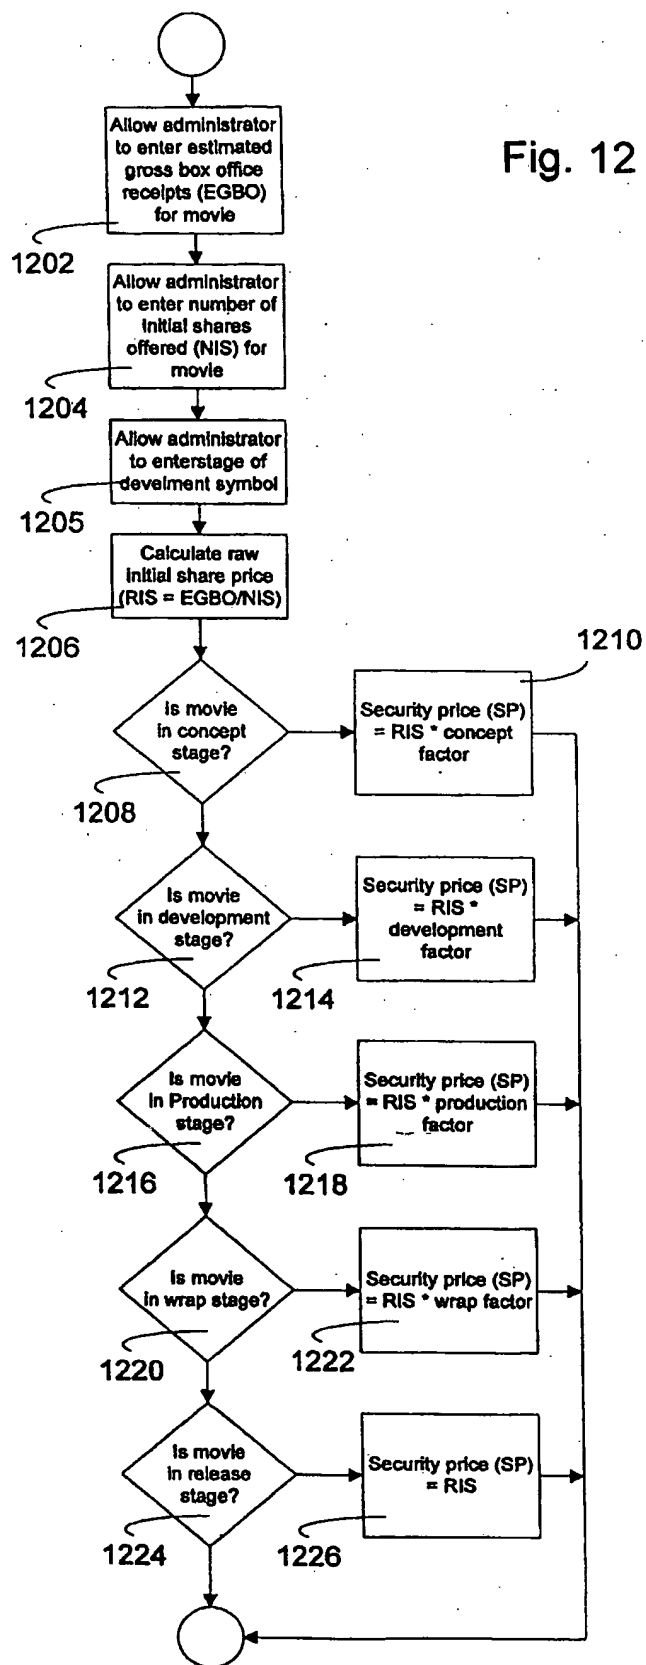 Fig. 12
Allow administrator
to enter estimated
gross box office
receipts (EGBO)
for movie
1202
Allow administrator
to enter number of
initial shares
offered (NIS) for
movie
1204
Allow administrator
to enterstage of
develment symbol
1205
Calculate raw
initial share price
(RIS = EGBO/NIS)
1206
Is movie
in concept
stage?
1208
Security price (SP)
= RIS * concept
factor
1210
Is movie
in development
stage?
1212
Security price (SP)
= RIS *
development
factor
1214
Is movie
in Production
stage?
1216
Security price (SP)
= RIS * production
factor
1218
Is movie
in wrap stage?
1220
Security price (SP)
= RIS * wrap factor
1222
Is movie
in release
stage?
1224
Security price (SP)
= RIS
1226